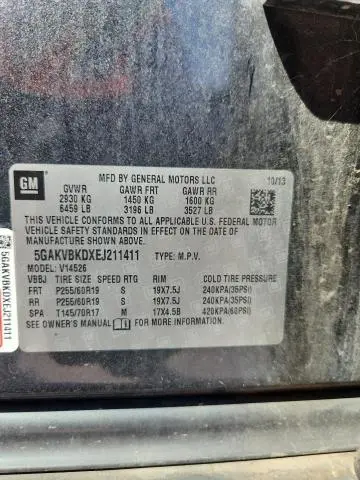 GM
MFD BY GENERAL MOTORS LLC 10/13
GVWR GAWR FRT GAWR RR
2930 KG 1450 KG 1600 KG
6459 LB 3196 LB 3527 LB
THIS VEHICLE CONFORMS TO ALL APPLICABLE U.S. FEDERAL MOTOR
VEHICLE SAFETY STANDARDS IN EFFECT ON THE DATE OF
MANUFACTURE SHOWN ABOVE.
5GAKVBKDXEJ211411 TYPE: M.P.V.
MODEL: V14526
VBBJ TIRE SIZE SPEED RTG RIM COLD TIRE PRESSURE
FRT P255/60R19 S 19X7.5J 240KPA(35PSI)
RR P255/60R19 S 19X7.5J 240KPA(35PSI)
SPA T145/70R17 M 17X4.5B 420KPA(60PSI)
SEE OWNER'S MANUAL FOR MORE INFORMATION.
5GAKVBKDXEJ211411